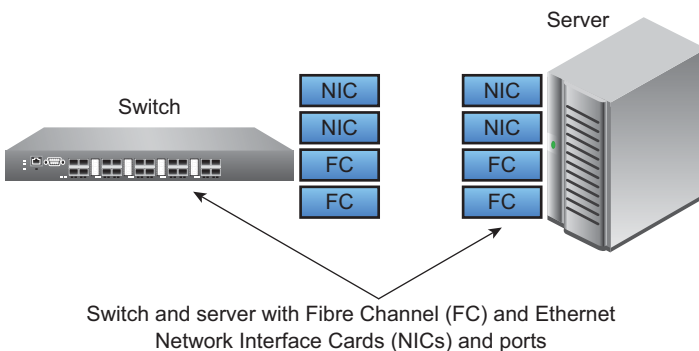 Server
Switch
NIC
NIC
FC
FC
NIC
NIC
FC
FC
Switch and server with Fibre Channel (FC) and Ethernet
Network Interface Cards (NICs) and ports